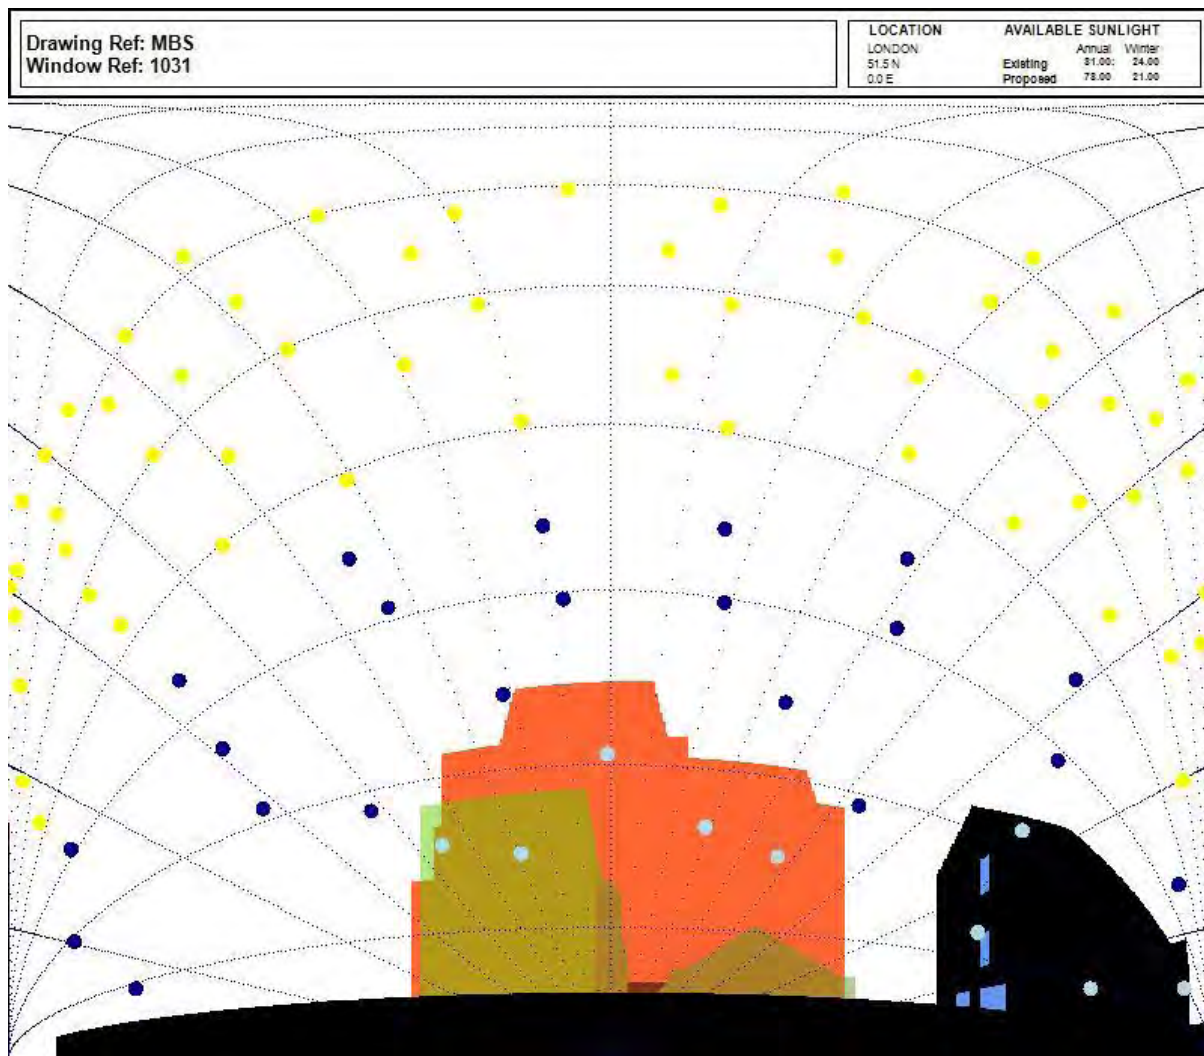 Drawing Ref: MBS
Window Ref: 1031
LOCATION
LONDON
51.5 N
0.0 E
AVAILABLE SUNLIGHT
Annual Winter
Existing 81.00: 24.00
Proposed 78.00 21.00